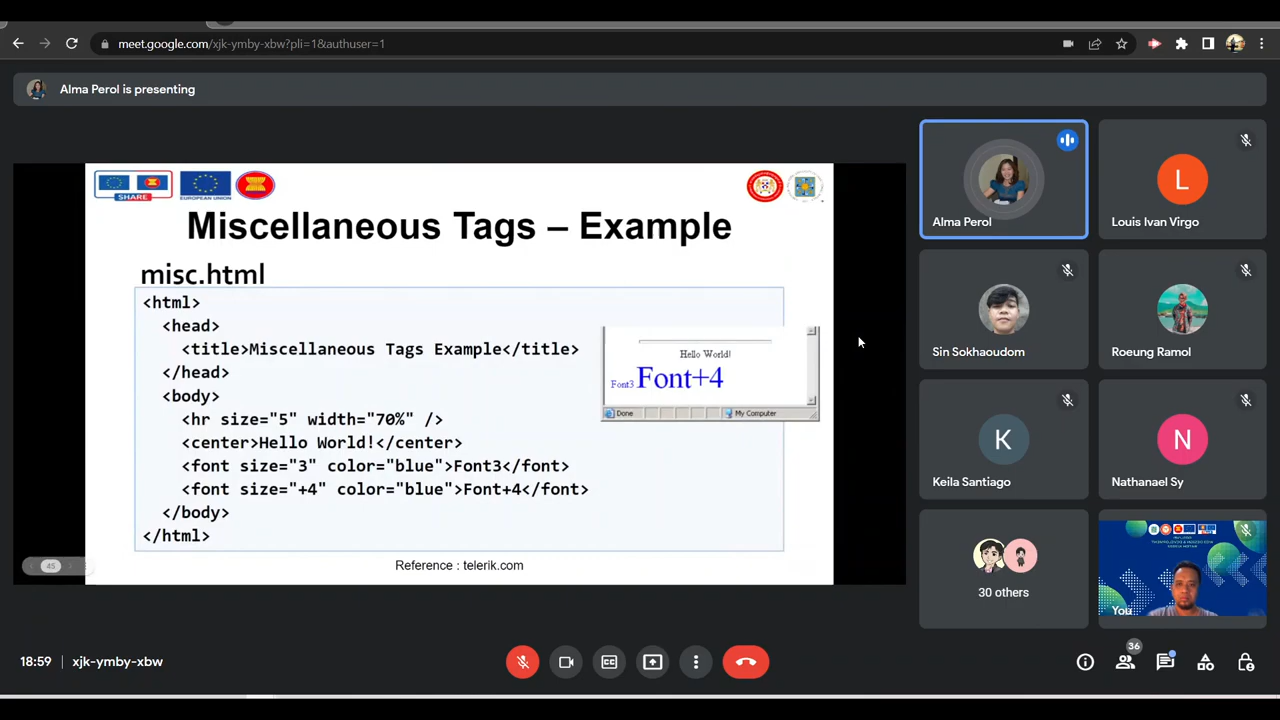 meet.google.com/xjk-ymby-xbw?pli=1&authuser=1
Alma Perol is presenting
SHARE
EUROPEAN UNION
Miscellaneous Tags – Example
misc.html
<html>
<head>
<title>Miscellaneous Tags Example</title>
</head>
<body>
<hr size="5" width="70%" />
<center>Hello World!</center>
<font size="3" color="blue">Font3</font>
<font size="+4" color="blue">Font+4</font>
</body>
</html>
Hello World!
Font3 Font+4
Done
My Computer
Reference : telerik.com
45
Alma Perol
L
Louis Ivan Virgo
Sin Sokhaoudom
Roeung Ramol
K
Keila Santiago
N
Nathanael Sy
30 others
You
18:59
xjk-ymby-xbw
36